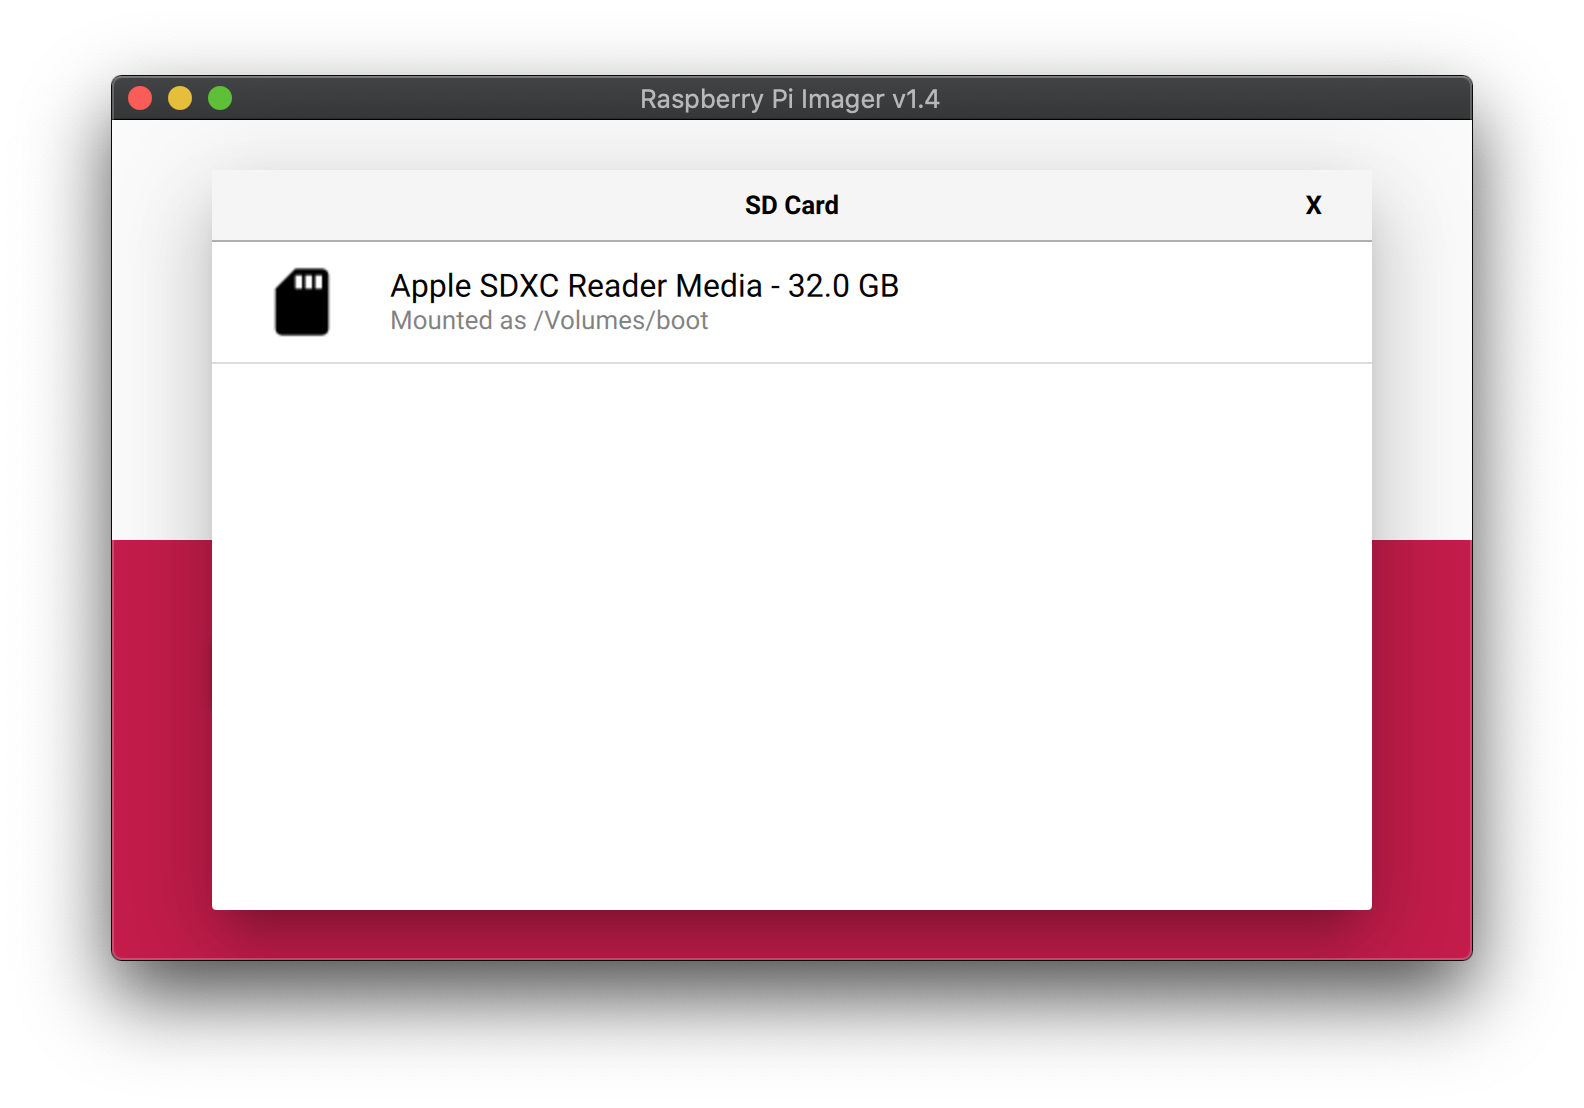 Raspberry Pi Imager v1.4
SD Card X
Apple SDXC Reader Media - 32.0 GB
Mounted as /Volumes/boot